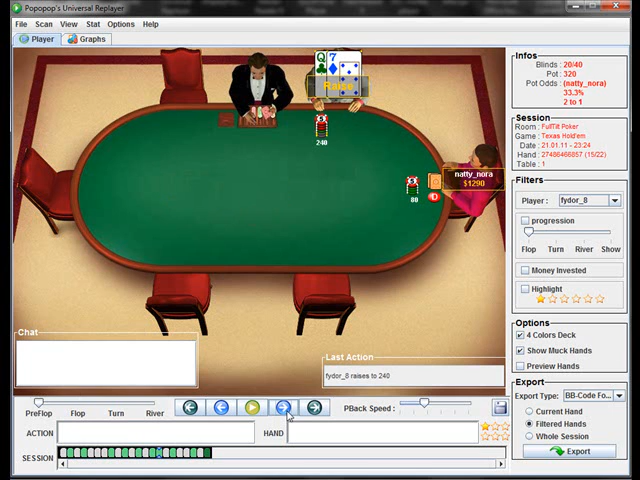 Popopop's Universal Replayer
File Scan View Stat Options Help
Player Graphs
Q 7
Raise
240
natty_nora
$1290
80
D
Chat
Last Action
fydor_8 raises to 240
PreFlop Flop Turn River
PBack Speed :
ACTION
HAND
SESSION
Infos
Blinds : 20/40
Pot : 320
Pot Odds : (natty_nora)
33.3%
2 to 1
Session
Room : FullTilt Poker
Game : Texas Hold'em
Date : 21.01.11 - 23:24
Hand : 27486466857 (15/22)
Table : 1
Filters
Player : fydor_8
progression
Flop Turn River Show
Money Invested
Highlight
Options
4 Colors Deck
Show Muck Hands
Preview Hands
Export
Export Type: BB-Code Fo...
Current Hand
Filtered Hands
Whole Session
Export